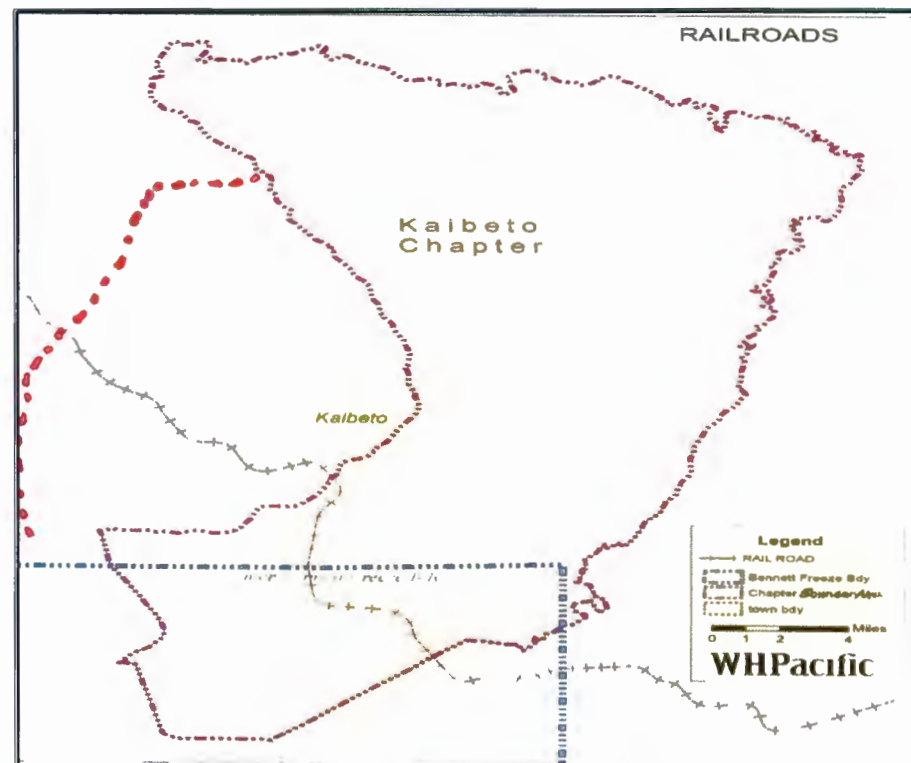 RAILROADS
Kaibeto
Chapter
Kaibeto
Legend
RAIL ROAD
Bennett Freeze Bdy
Chapter Boundaries
town bdy
Miles
0 1 2 4
WHPacific